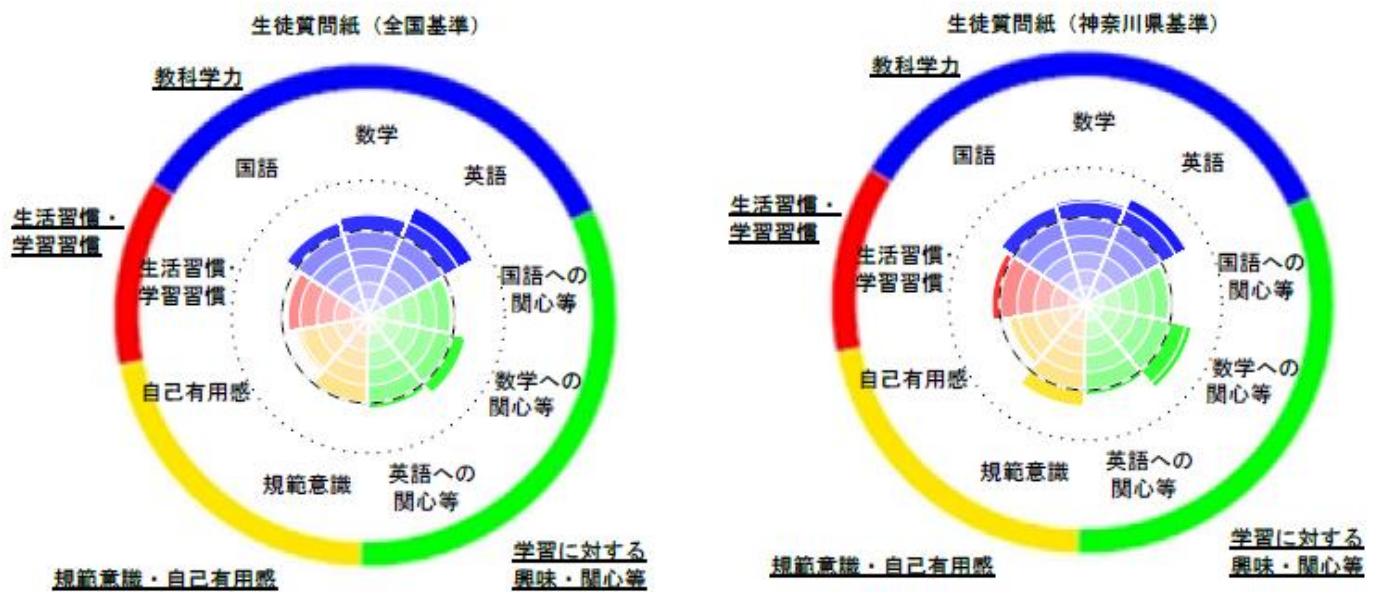 生徒質問紙（全国基準）
教科学力
数学
国語
英語
生活習慣・
学習習慣
生活習慣・
学習習慣
国語への
関心等
自己有用感
数学への
関心等
規範意識
英語への
関心等
規範意識・自己有用感
学習に対する
興味・関心等
生徒質問紙（神奈川県基準）
教科学力
数学
国語
英語
生活習慣・
学習習慣
生活習慣・
学習習慣
国語への
関心等
自己有用感
数学への
関心等
規範意識
英語への
関心等
規範意識・自己有用感
学習に対する
興味・関心等